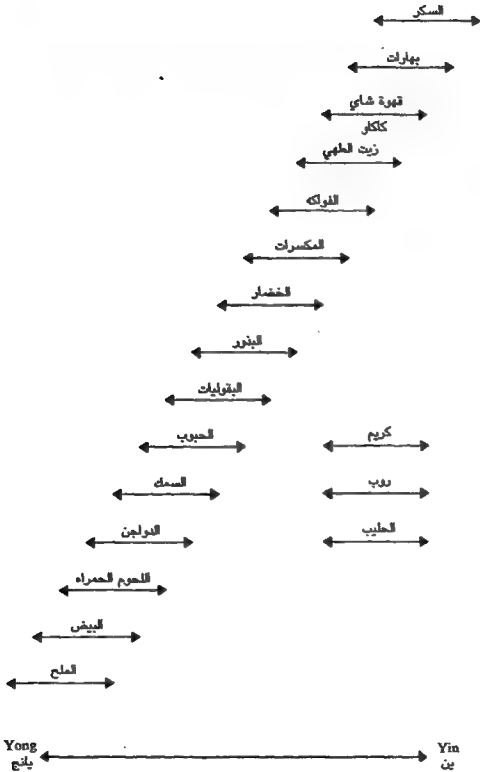 السكر
بهارات
قهوة شاي
كاكاو
زيت الطهي
الفواكه
المكسرات
الخضار
البذور
البقوليات
الحبوب
كريم
السمك
روب
الدواجن
الحليب
اللحوم الحمراء
البيض
الملح
Yong
يانج
Yin
ين